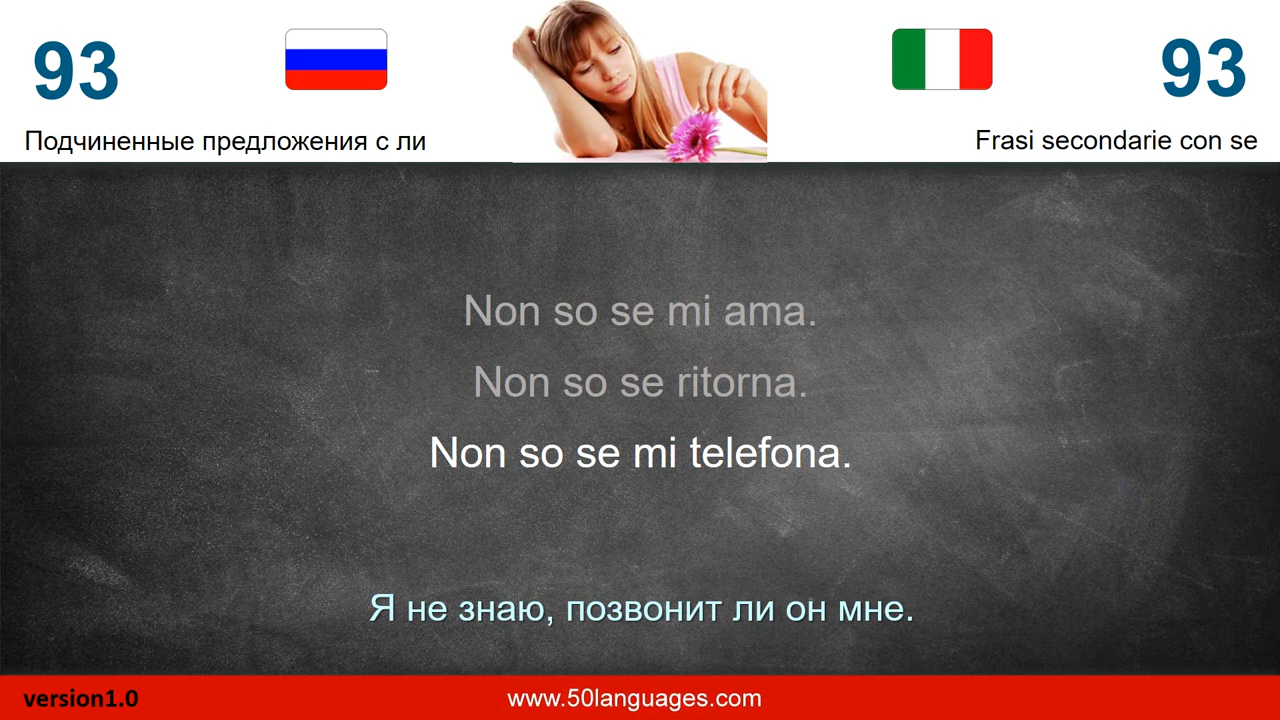 93
93
Подчиненные предложения с ли
Frasi secondarie con se
Non so se mi ama.
Non so se ritorna.
Non so se mi telefona.
Я не знаю, позвонит ли он мне.
version1.0
www.50languages.com